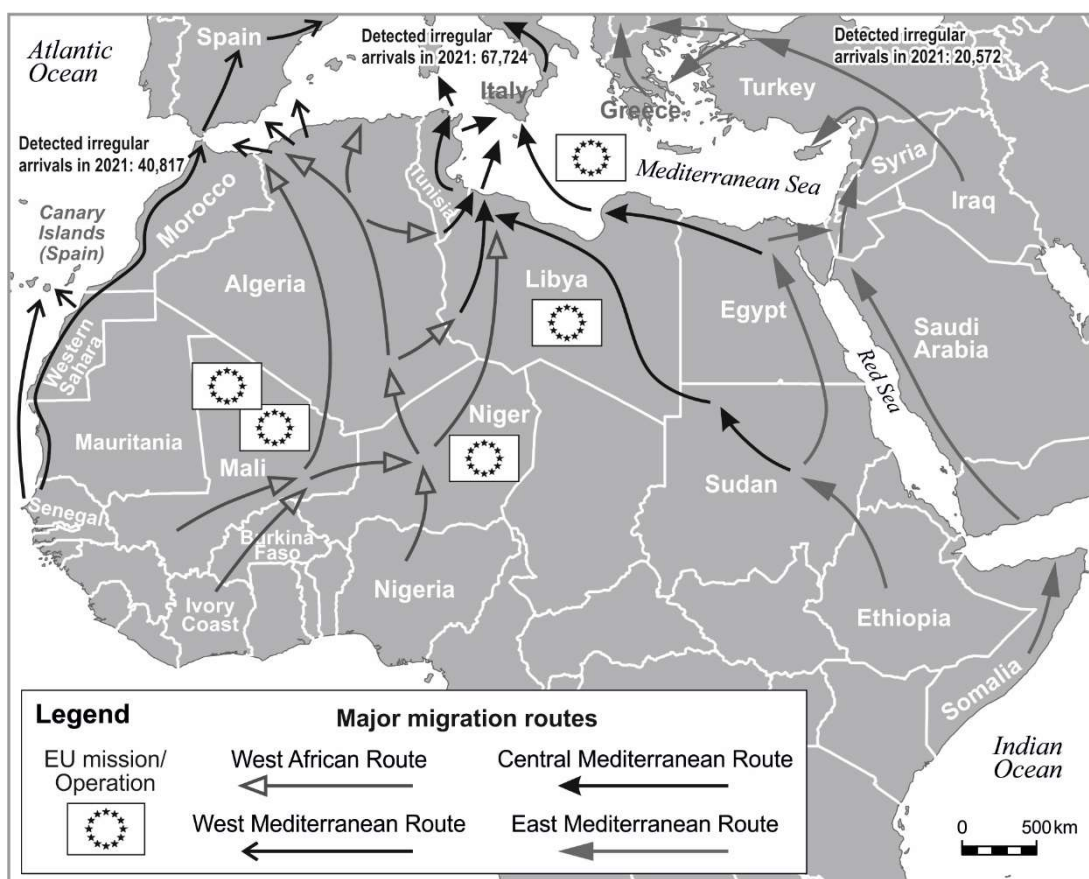 Atlantic
Ocean
Spain
Detected irregular
arrivals in 2021: 67,724
Detected irregular
arrivals in 2021: 20,572
Italy
Greece
Turkey
Detected irregular
arrivals in 2021: 40,817
Mediterranean Sea
Syria
Iraq
Tunisia
Morocco
Canary
Islands
(Spain)
Algeria
Libya
Egypt
Saudi
Arabia
Western
Sahara
Red Sea
Mauritania
Mali
Niger
Sudan
Senegal
Burkina
Faso
Ivory
Coast
Nigeria
Ethiopia
Somalia
Indian
Ocean
Legend
Major migration routes
EU mission/
Operation
West African Route
Central Mediterranean Route
West Mediterranean Route
East Mediterranean Route
0 500 km